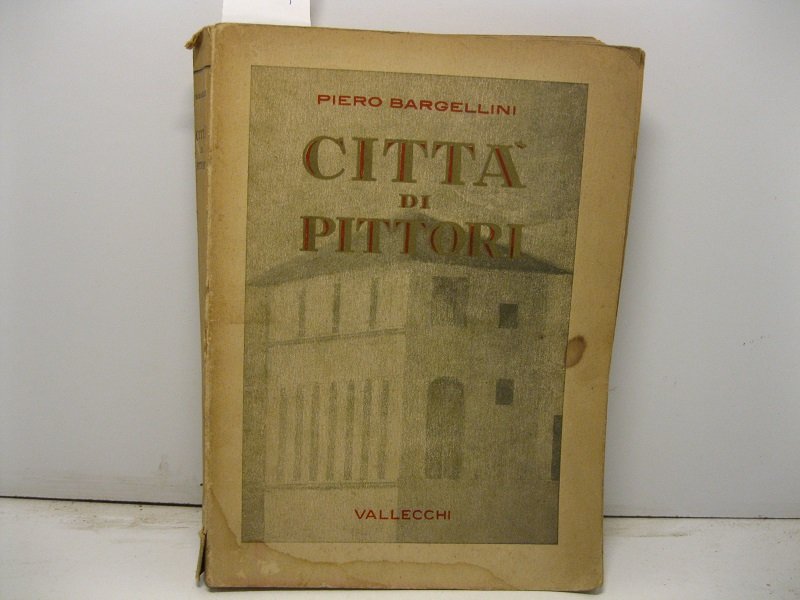 PIERO BARGELLINI
CITTÀ
DI
PITTORI
VALLECCHI